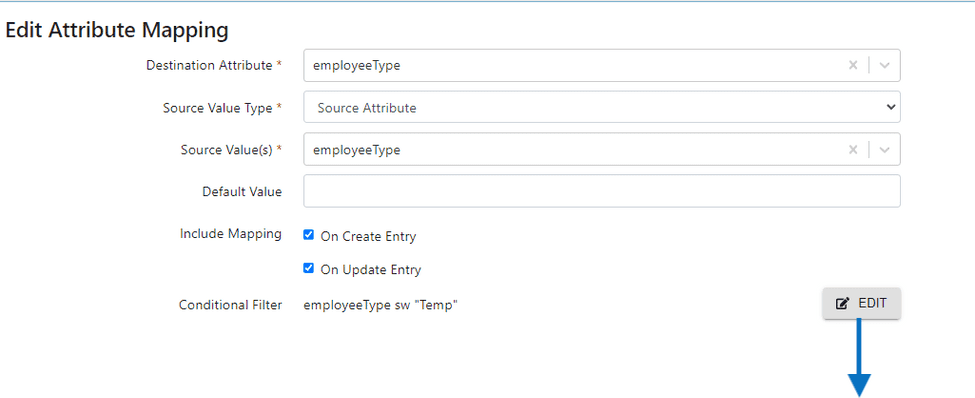 Edit Attribute Mapping
Destination Attribute * employeeType
Source Value Type * Source Attribute
Source Value(s) * employeeType
Default Value
Include Mapping On Create Entry
On Update Entry
Conditional Filter employeeType sw "Temp" EDIT